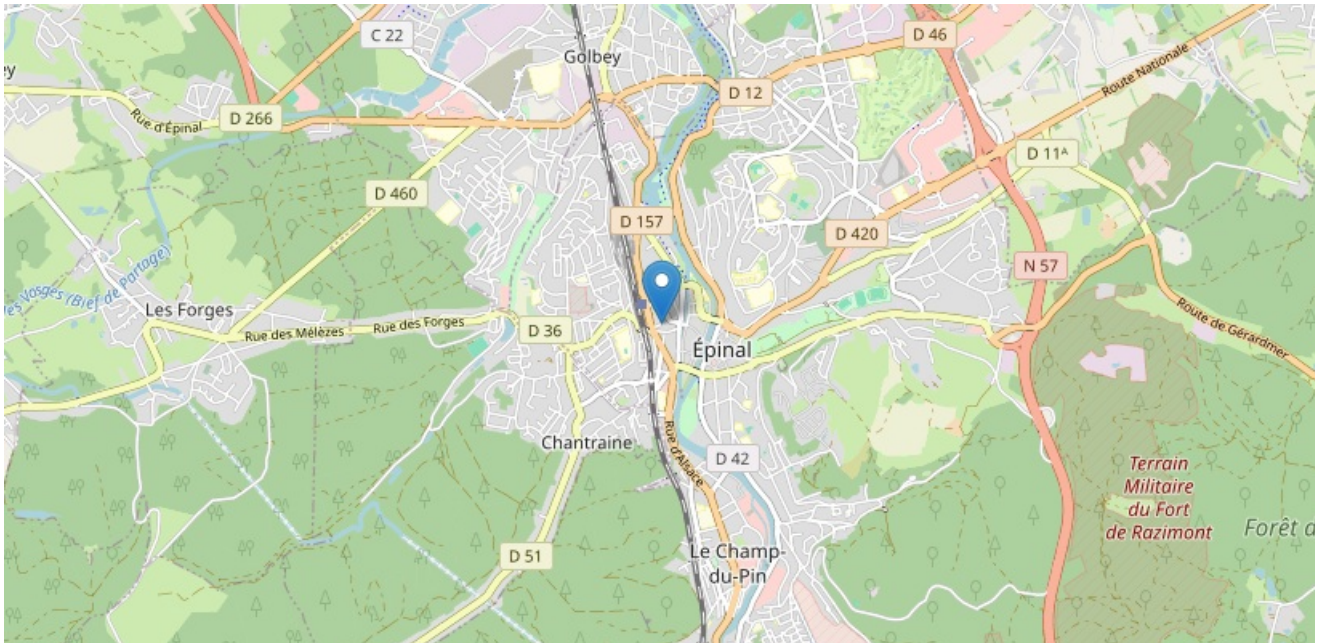 C 22
Golbey
D 46
ey
D 12
Route Nationale
Rue d'Épinal
D 266
D 11ᴬ
D 460
D 157
D 420
N 57
es Vosges (Bief de Partage)
Les Forges
Rue des Mélèzes
Rue des Forges
D 36
Épinal
Route de Gérardmer
Chantraine
Rue d'Alsace
D 42
Terrain
Militaire
du Fort
de Razimont
Forêt d
D 51
Le Champ-
du-Pin